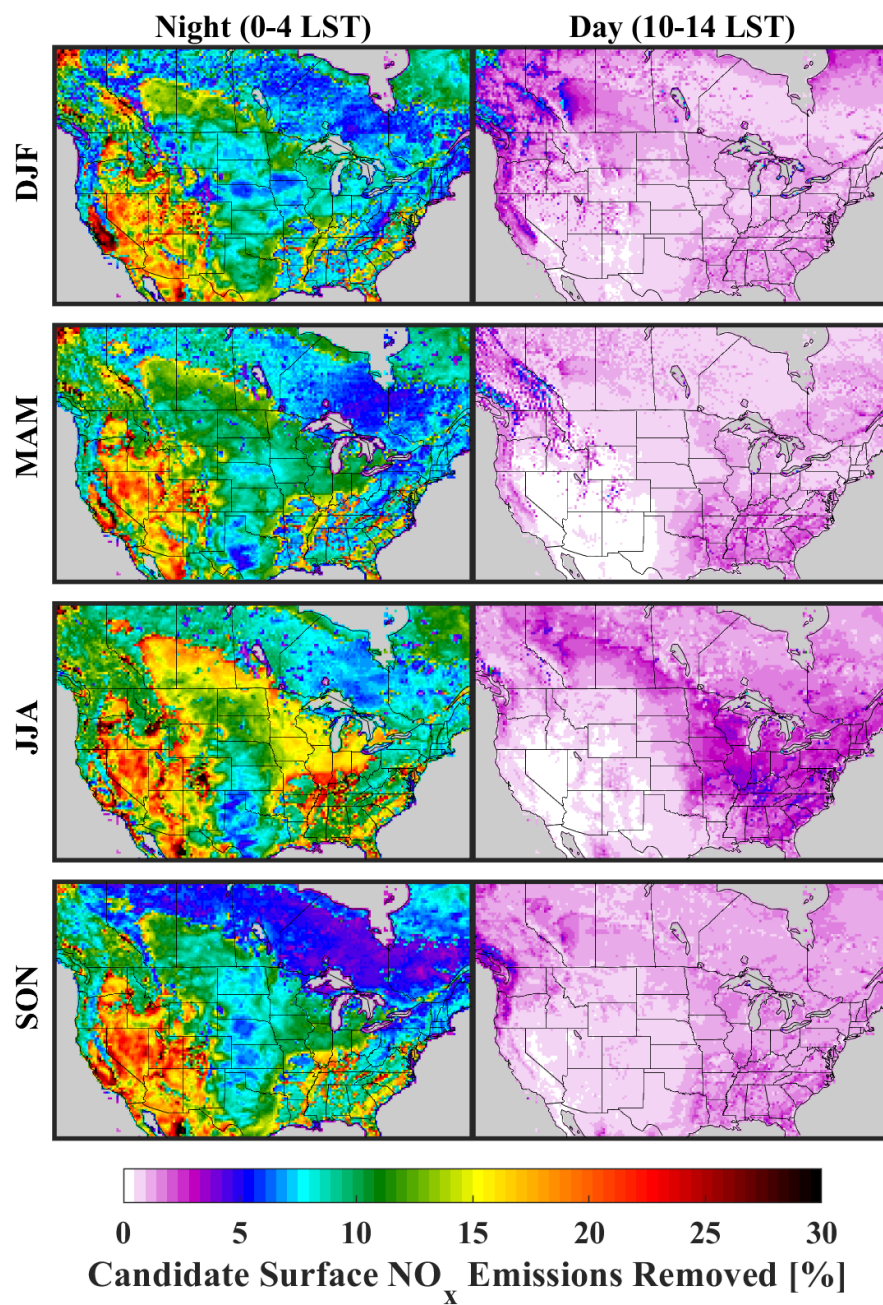 Night (0-4 LST) Day (10-14 LST)
DJF
MAM
JJA
SON
0 5 10 15 20 25 30
Candidate Surface NOx Emissions Removed [%]